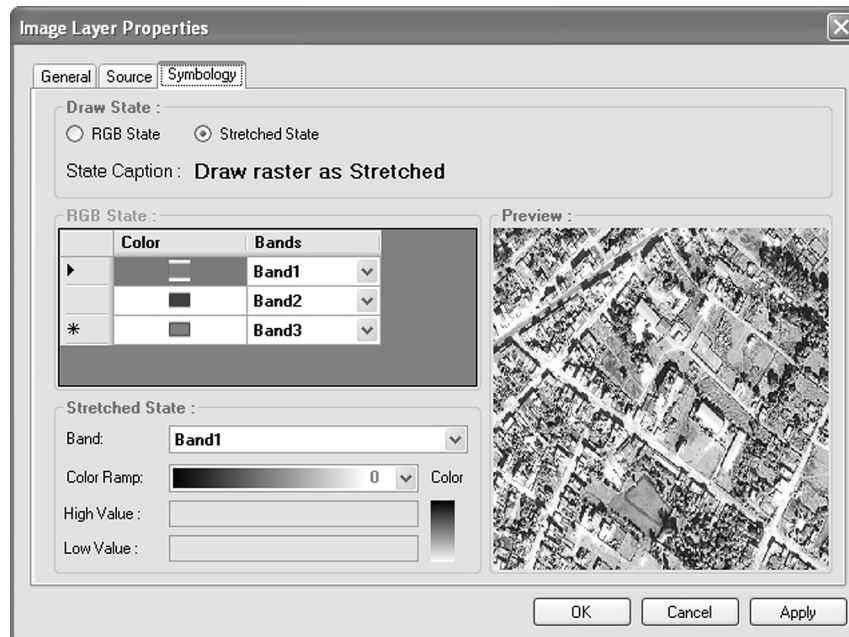 Image Layer Properties
General Source Symbology
Draw State :
RGB State Stretched State
State Caption : Draw raster as Stretched
RGB State :
Color Bands
Band1
Band2
* Band3
Preview :
Stretched State :
Band: Band1
Color Ramp: 0 Color
High Value :
Low Value :
OK Cancel Apply